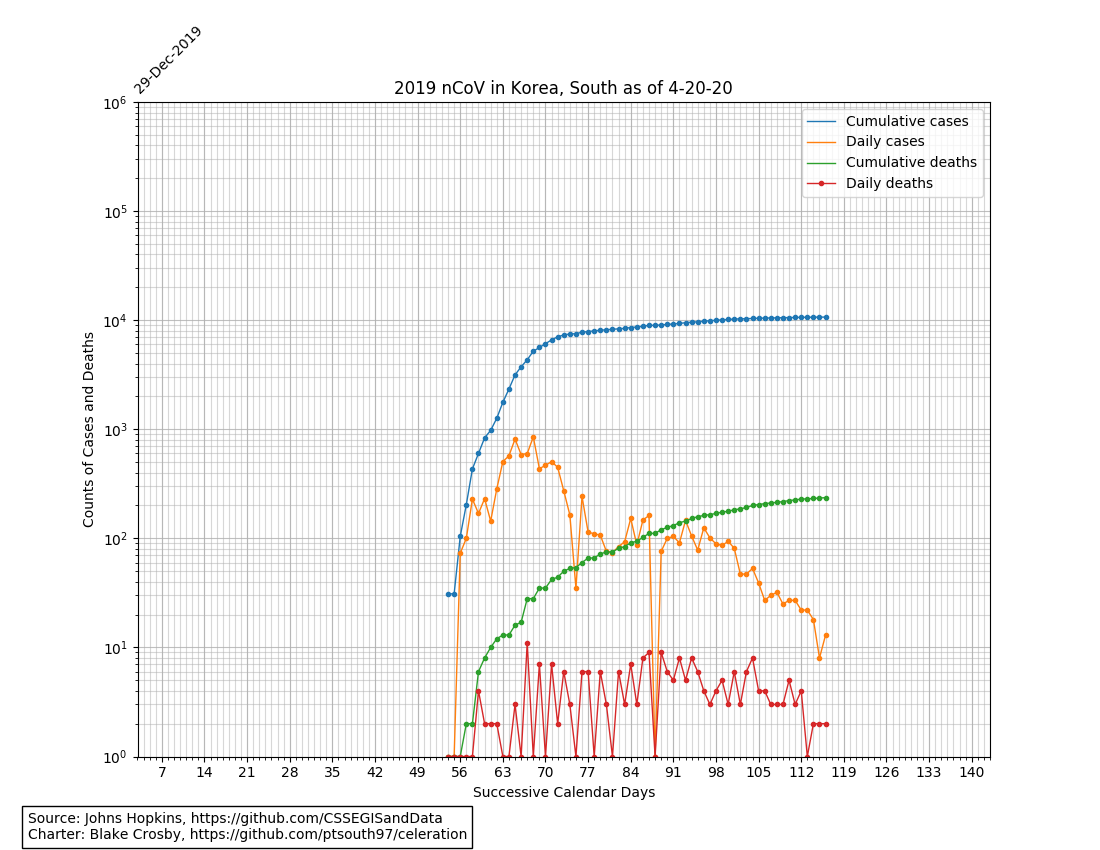 29-Dec-2019
2019 nCoV in Korea, South as of 4-20-20
Cumulative cases
Daily cases
Cumulative deaths
Daily deaths
10^6
10^5
10^4
10^3
10^2
10^1
10^0
Counts of Cases and Deaths
7 14 21 28 35 42 49 56 63 70 77 84 91 98 105 112 119 126 133 140
Successive Calendar Days
Source: Johns Hopkins, https://github.com/CSSEGISandData
Charter: Blake Crosby, https://github.com/ptsouth97/celeration